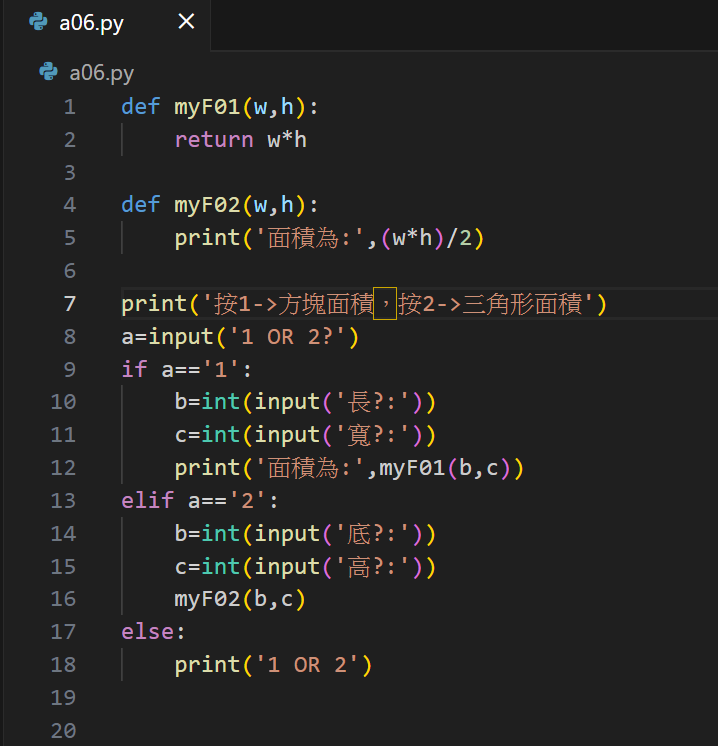 a06.py
a06.py
1 def myF01(w,h):
2     return w*h
3
4 def myF02(w,h):
5     print('面積為:',(w*h)/2)
6
7 print('按1->方塊面積，按2->三角形面積')
8 a=input('1 OR 2?')
9 if a=='1':
10     b=int(input('長?:'))
11     c=int(input('寬?:'))
12     print('面積為:',myF01(b,c))
13 elif a=='2':
14     b=int(input('底?:'))
15     c=int(input('高?:'))
16     myF02(b,c)
17 else:
18     print('1 OR 2')
19
20